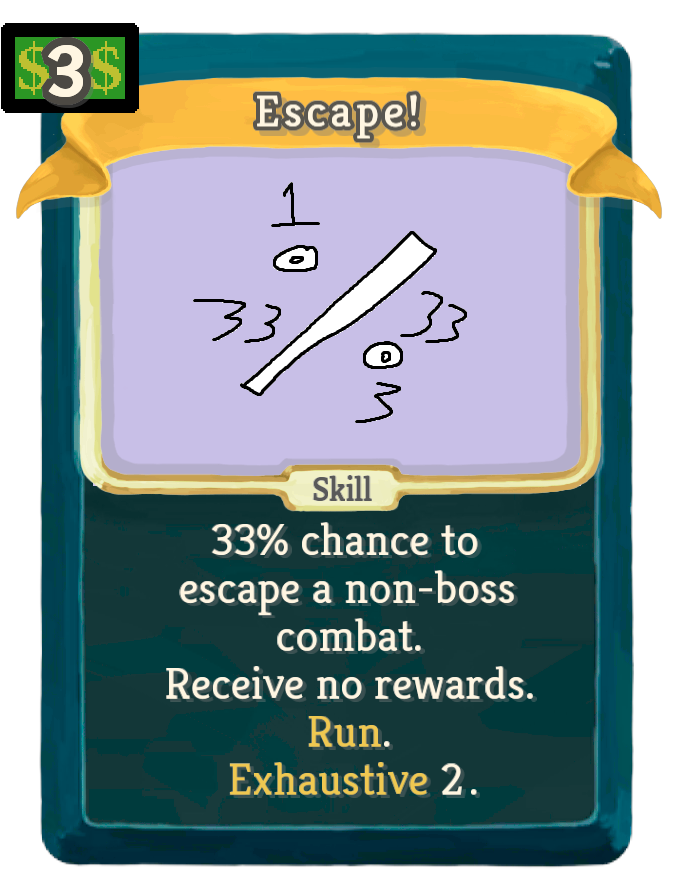 $3$
Escape!
1
33 33
3
Skill
33% chance to
escape a non-boss
combat.
Receive no rewards.
Run.
Exhaustive 2.